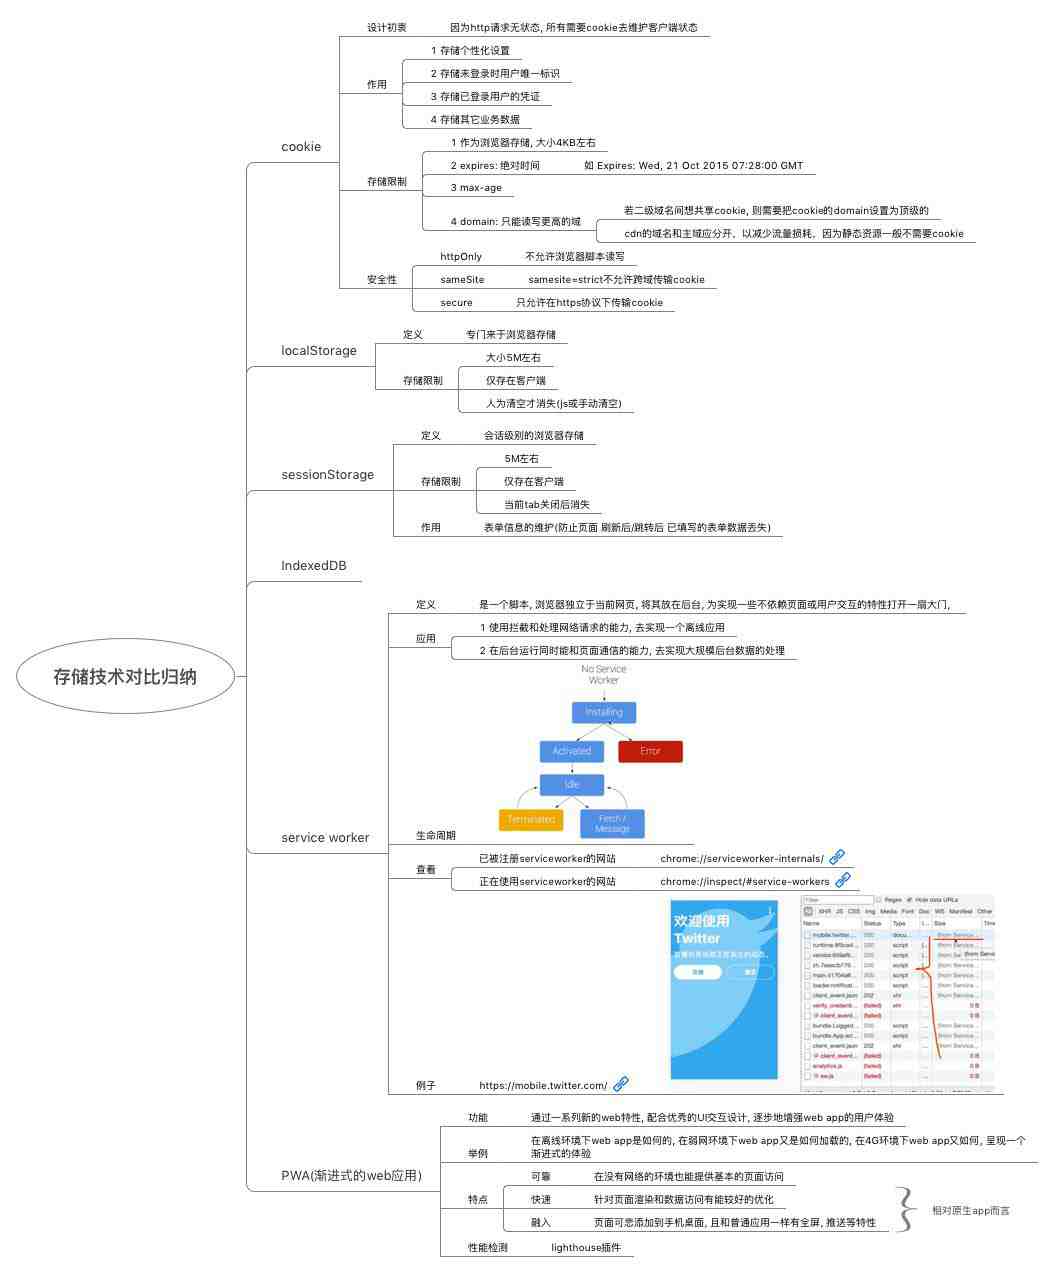 存储技术对比归纳
cookie
设计初衷
因为http请求无状态, 所有需要cookie去维护客户端状态
作用
1 存储个性化设置
2 存储未登录时用户唯一标识
3 存储已登录用户的凭证
4 存储其它业务数据
存储限制
1 作为浏览器存储, 大小4KB左右
2 expires: 绝对时间
如 Expires: Wed, 21 Oct 2015 07:28:00 GMT
3 max-age
4 domain: 只能读写更高的域
若二级域名间想共享cookie, 则需要把cookie的domain设置为顶级的
cdn的域名和主域应分开，以减少流量损耗，因为静态资源一般不需要cookie
安全性
httpOnly
不允许浏览器脚本读写
sameSite
samesite=strict不允许跨域传输cookie
secure
只允许在https协议下传输cookie
localStorage
定义
专门来于浏览器存储
存储限制
大小5M左右
仅存在客户端
人为清空才消失(js或手动清空)
sessionStorage
定义
会话级别的浏览器存储
存储限制
5M左右
仅存在客户端
当前tab关闭后消失
作用
表单信息的维护(防止页面 刷新后/跳转后 已填写的表单数据丢失)
IndexedDB
service worker
定义
是一个脚本, 浏览器独立于当前网页, 将其放在后台, 为实现一些不依赖页面或用户交互的特性打开一扇大门,
应用
1 使用拦截和处理网络请求的能力, 去实现一个离线应用
2 在后台运行同时能和页面通信的能力, 去实现大规模后台数据的处理
生命周期
No Service
Worker
Installing
Activated
Error
Idle
Terminated
Fetch /
Message
查看
已被注册serviceworker的网站
chrome://serviceworker-internals/
正在使用serviceworker的网站
chrome://inspect/#service-workers
例子
https://mobile.twitter.com/
欢迎使用
Twitter
Filter
Regex
Hide data URLs
All XHR JS CSS Img Media Font Doc WS Manifest Other
Name Status Type I... Size Time
mobile.twitter... 200 docu... (from Service...
runtime.8f5ca4... 200 script (from Service...
200 script (from Service...
200 script
main.41704af... 200 script (from Service...
loader.notificat... 200 script (from Service...
client_event.json 202 xhr (from Service...
verify_credenti... (failed) xhr 0 B
client_event... (failed) 0 B
bundle.Logged... 200 script (from Service...
bundle.App.scr... 200 script (from Service...
client_event.json 202 xhr (from Service...
client_event... (failed) 0 B
analytics.js (failed) 0 B
sw.js (failed) 0 B
PWA(渐进式的web应用)
功能
通过一系列新的web特性, 配合优秀的UI交互设计, 逐步地增强web app的用户体验
举例
在离线环境下web app是如何的, 在弱网环境下web app又是如何加载的, 在4G环境下web app又如何, 呈现一个
渐进式的体验
特点
可靠
在没有网络的环境也能提供基本的页面访问
快速
针对页面渲染和数据访问有能较好的优化
融入
页面可悲添加到手机桌面, 且和普通应用一样有全屏, 推送等特性
相对原生app而言
性能检测
lighthouse插件